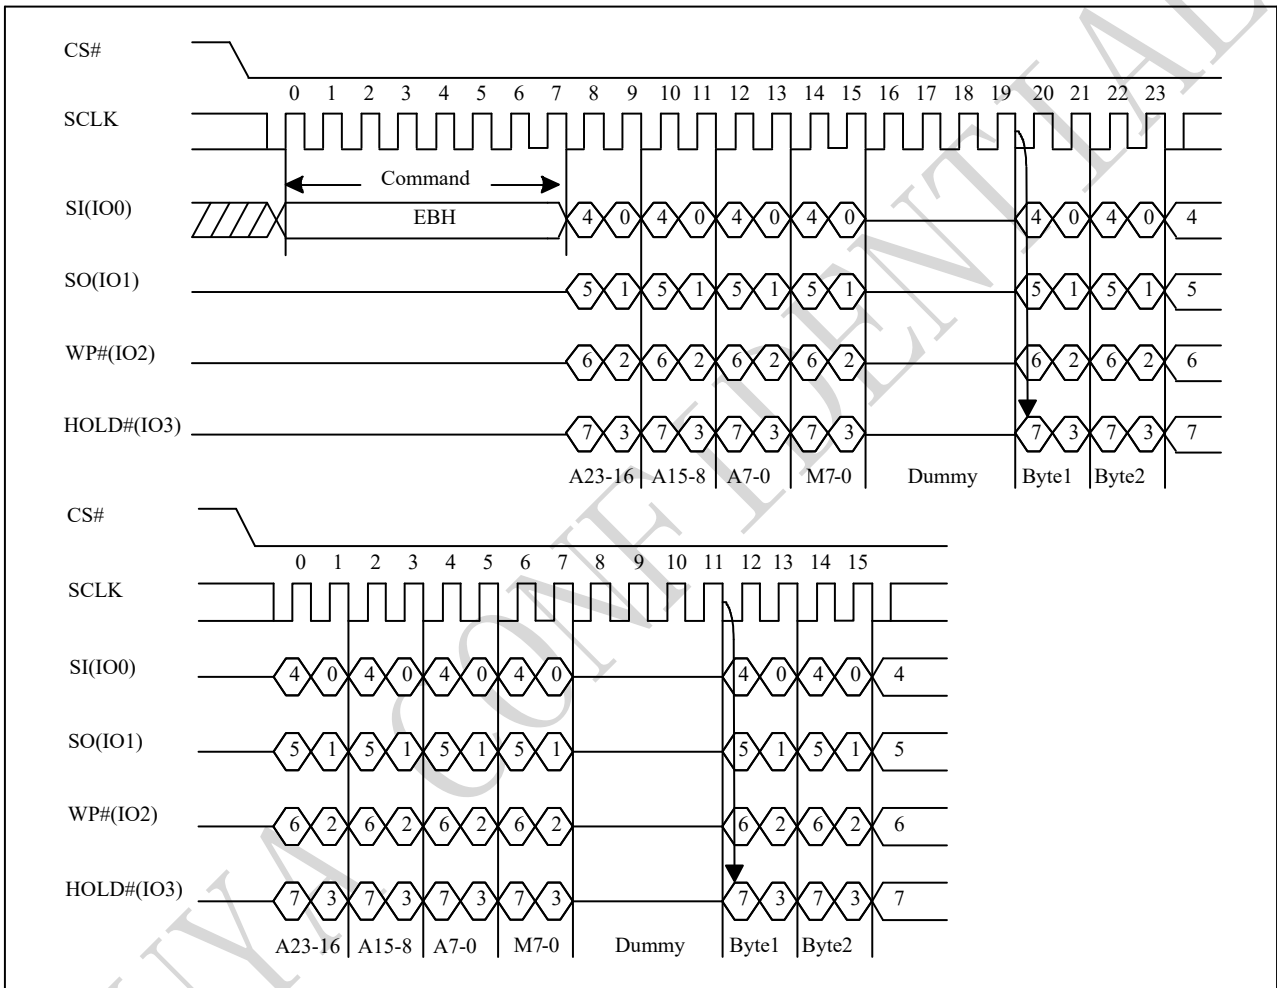 CS#
0 1 2 3 4 5 6 7 8 9 10 11 12 13 14 15 16 17 18 19 20 21 22 23
SCLK
Command
SI(IO0) EBH 4 0 4 0 4 0 4 0 4 0 4 0 4
SO(IO1) 5 1 5 1 5 1 5 1 5 1 5 1 5
WP#(IO2) 6 2 6 2 6 2 6 2 6 2 6 2 6
HOLD#(IO3) 7 3 7 3 7 3 7 3 7 3 7 3 7
A23-16 A15-8 A7-0 M7-0 Dummy Byte1 Byte2
CS#
0 1 2 3 4 5 6 7 8 9 10 11 12 13 14 15
SCLK
SI(IO0) 4 0 4 0 4 0 4 0 4 0 4 0 4
SO(IO1) 5 1 5 1 5 1 5 1 5 1 5 1 5
WP#(IO2) 6 2 6 2 6 2 6 2 6 2 6 2 6
HOLD#(IO3) 7 3 7 3 7 3 7 3 7 3 7 3 7
A23-16 A15-8 A7-0 M7-0 Dummy Byte1 Byte2
CONFIDENTIAL